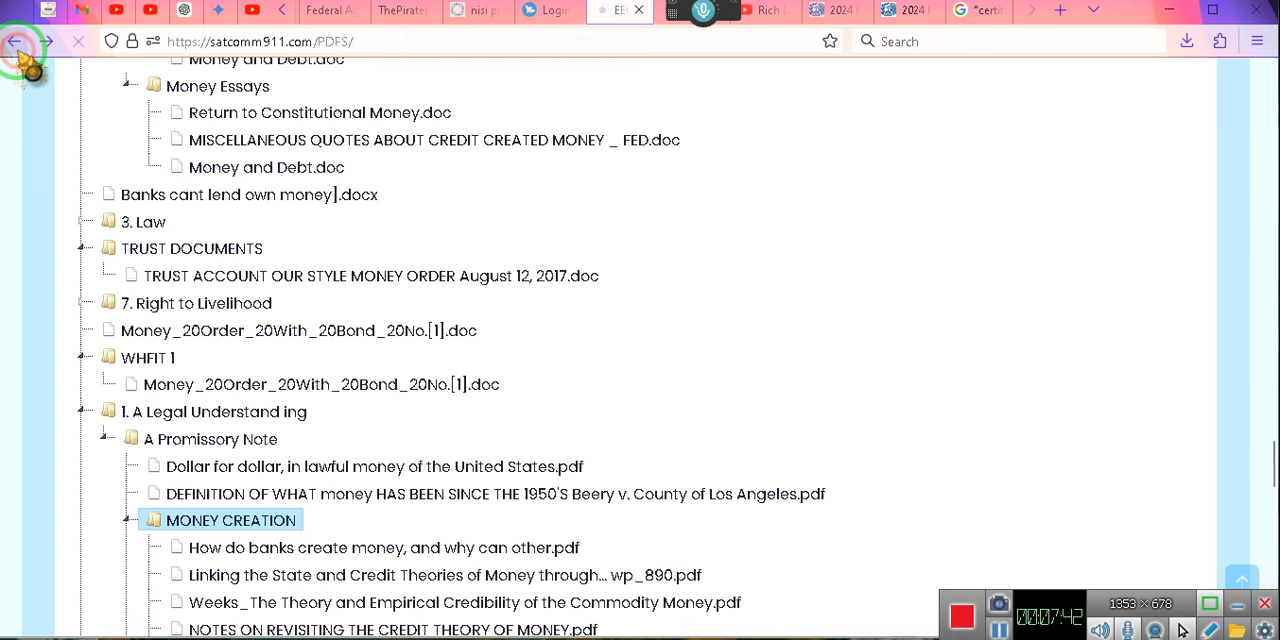 Federal A
ThePirateL
nisi p
Login
EE
Rich L
2024
2024 F
"certi
https://satcomm911.com/PDFS/
Search
Money and Debt.doc
Money Essays
Return to Constitutional Money.doc
MISCELLANEOUS QUOTES ABOUT CREDIT CREATED MONEY _ FED.doc
Money and Debt.doc
Banks cant lend own money].docx
3. Law
TRUST DOCUMENTS
TRUST ACCOUNT OUR STYLE MONEY ORDER August 12, 2017.doc
7. Right to Livelihood
Money_20Order_20With_20Bond_20No.[1].doc
WHFIT 1
Money_20Order_20With_20Bond_20No.[1].doc
1. A Legal Understand ing
A Promissory Note
Dollar for dollar, in lawful money of the United States.pdf
DEFINITION OF WHAT money HAS BEEN SINCE THE 1950'S Beery v. County of Los Angeles.pdf
MONEY CREATION
How do banks create money, and why can other.pdf
Linking the State and Credit Theories of Money through... wp_890.pdf
Weeks_The Theory and Empirical Credibility of the Commodity Money.pdf
NOTES ON REVISITING THE CREDIT THEORY OF MONEY.pdf
00:07:42
1353 × 678